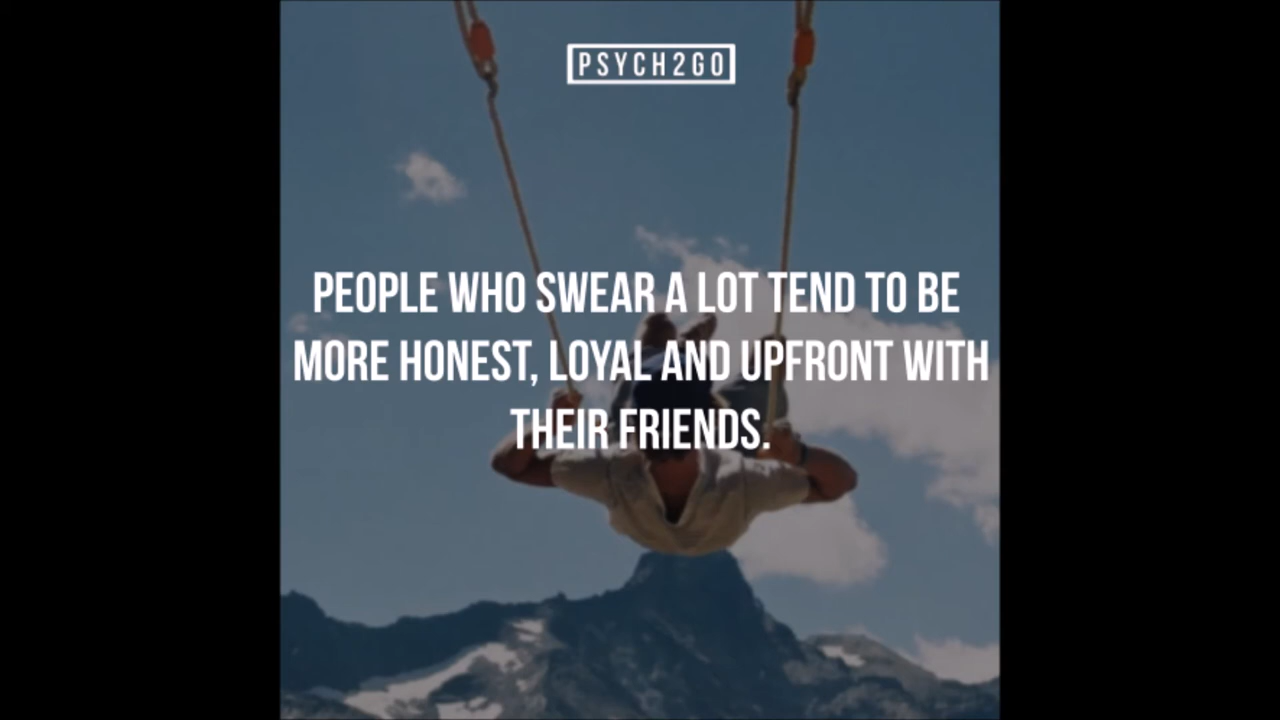 PSYCH2GO
PEOPLE WHO SWEAR A LOT TEND TO BE
MORE HONEST, LOYAL AND UPFRONT WITH
THEIR FRIENDS.